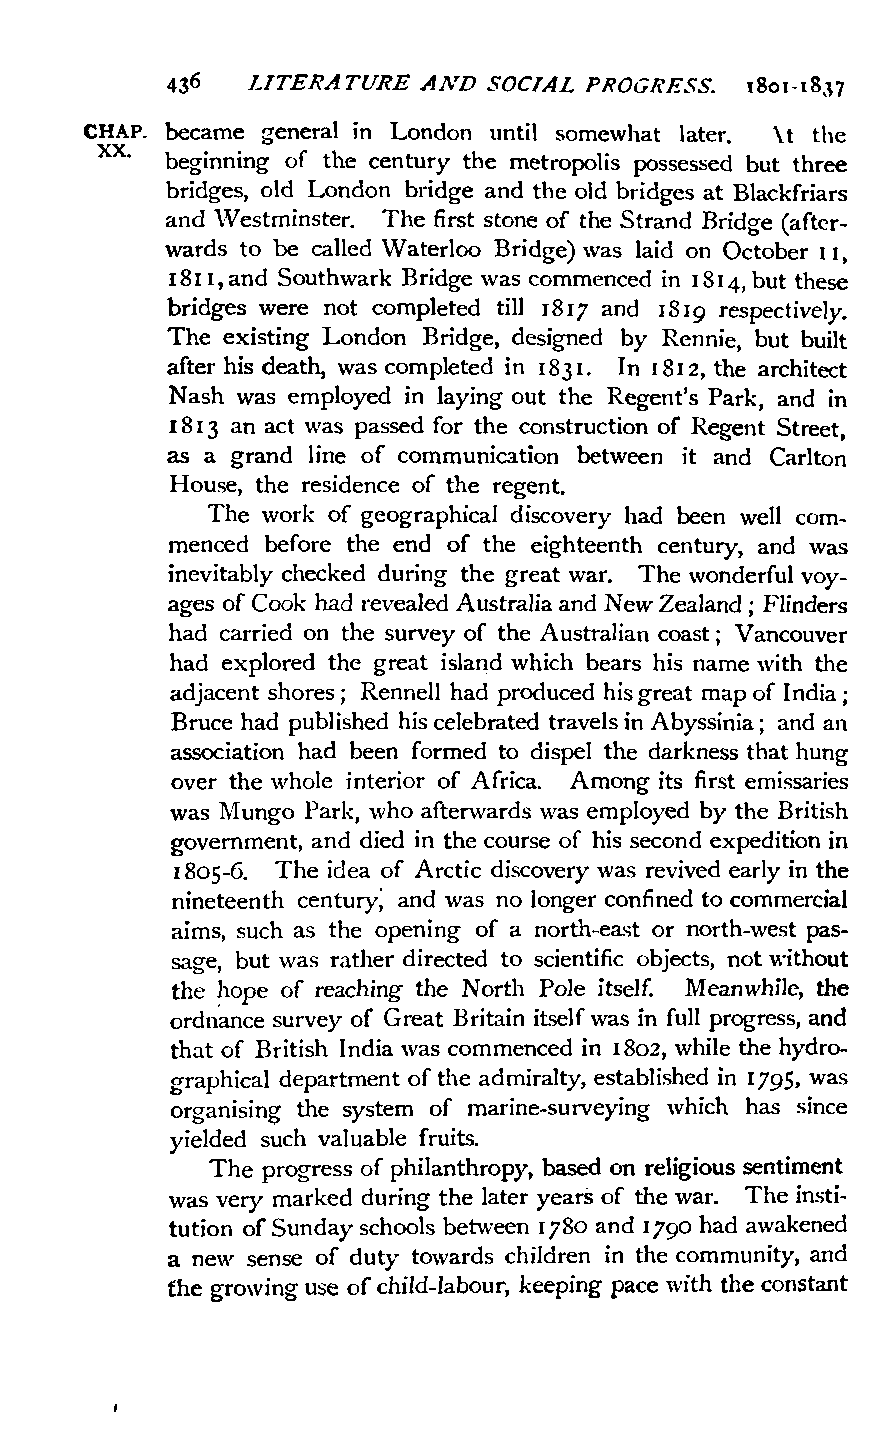 436 LITERATURE AND SOCIAL PROGRESS. 1801-1837
CHAP. XX.
became general in London until somewhat later. At the
beginning of the century the metropolis possessed but three
bridges, old London bridge and the old bridges at Blackfriars
and Westminster. The first stone of the Strand Bridge (after-
wards to be called Waterloo Bridge) was laid on October 11,
1811, and Southwark Bridge was commenced in 1814, but these
bridges were not completed till 1817 and 1819 respectively.
The existing London Bridge, designed by Rennie, but built
after his death, was completed in 1831. In 1812, the architect
Nash was employed in laying out the Regent's Park, and in
1813 an act was passed for the construction of Regent Street,
as a grand line of communication between it and Carlton
House, the residence of the regent.
The work of geographical discovery had been well com-
menced before the end of the eighteenth century, and was
inevitably checked during the great war. The wonderful voy-
ages of Cook had revealed Australia and New Zealand ; Flinders
had carried on the survey of the Australian coast ; Vancouver
had explored the great island which bears his name with the
adjacent shores ; Rennell had produced his great map of India ;
Bruce had published his celebrated travels in Abyssinia ; and an
association had been formed to dispel the darkness that hung
over the whole interior of Africa. Among its first emissaries
was Mungo Park, who afterwards was employed by the British
government, and died in the course of his second expedition in
1805-6. The idea of Arctic discovery was revived early in the
nineteenth century, and was no longer confined to commercial
aims, such as the opening of a north-east or north-west pas-
sage, but was rather directed to scientific objects, not without
the hope of reaching the North Pole itself. Meanwhile, the
ordnance survey of Great Britain itself was in full progress, and
that of British India was commenced in 1802, while the hydro-
graphical department of the admiralty, established in 1795, was
organising the system of marine-surveying which has since
yielded such valuable fruits.
The progress of philanthropy, based on religious sentiment
was very marked during the later years of the war. The insti-
tution of Sunday schools between 1780 and 1790 had awakened
a new sense of duty towards children in the community, and
the growing use of child-labour, keeping pace with the constant